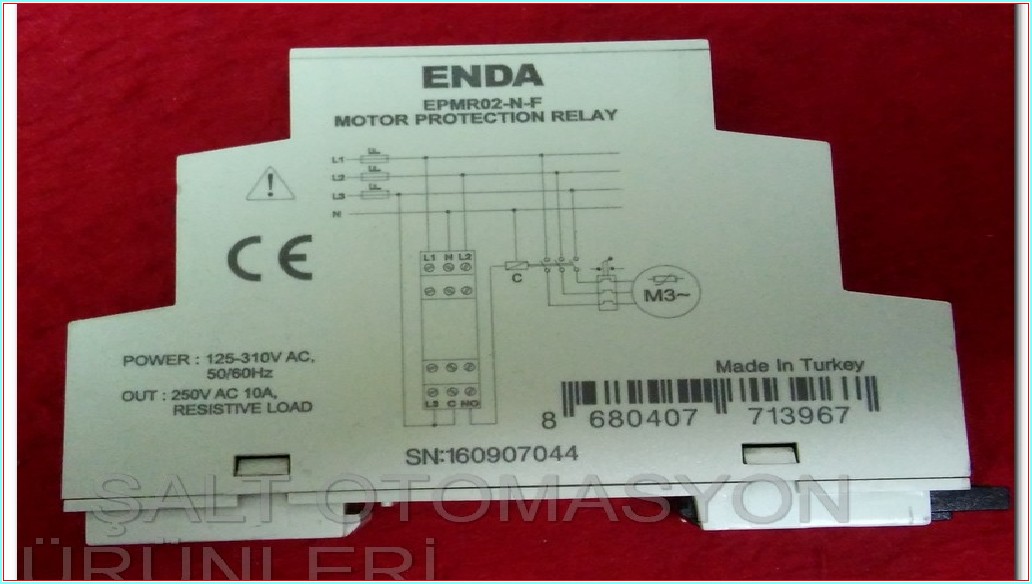 ENDA
EPMR02-N-F
MOTOR PROTECTION RELAY
L1
L2
L3
N
L1 N L2
C
M3~
POWER : 125-310V AC,
50/60Hz
OUT : 250V AC 10A,
RESISTIVE LOAD
L3 C NO
Made In Turkey
8 680407 713967
SN:160907044
ŞALT OTOMASYON
ÜRÜNLERİ